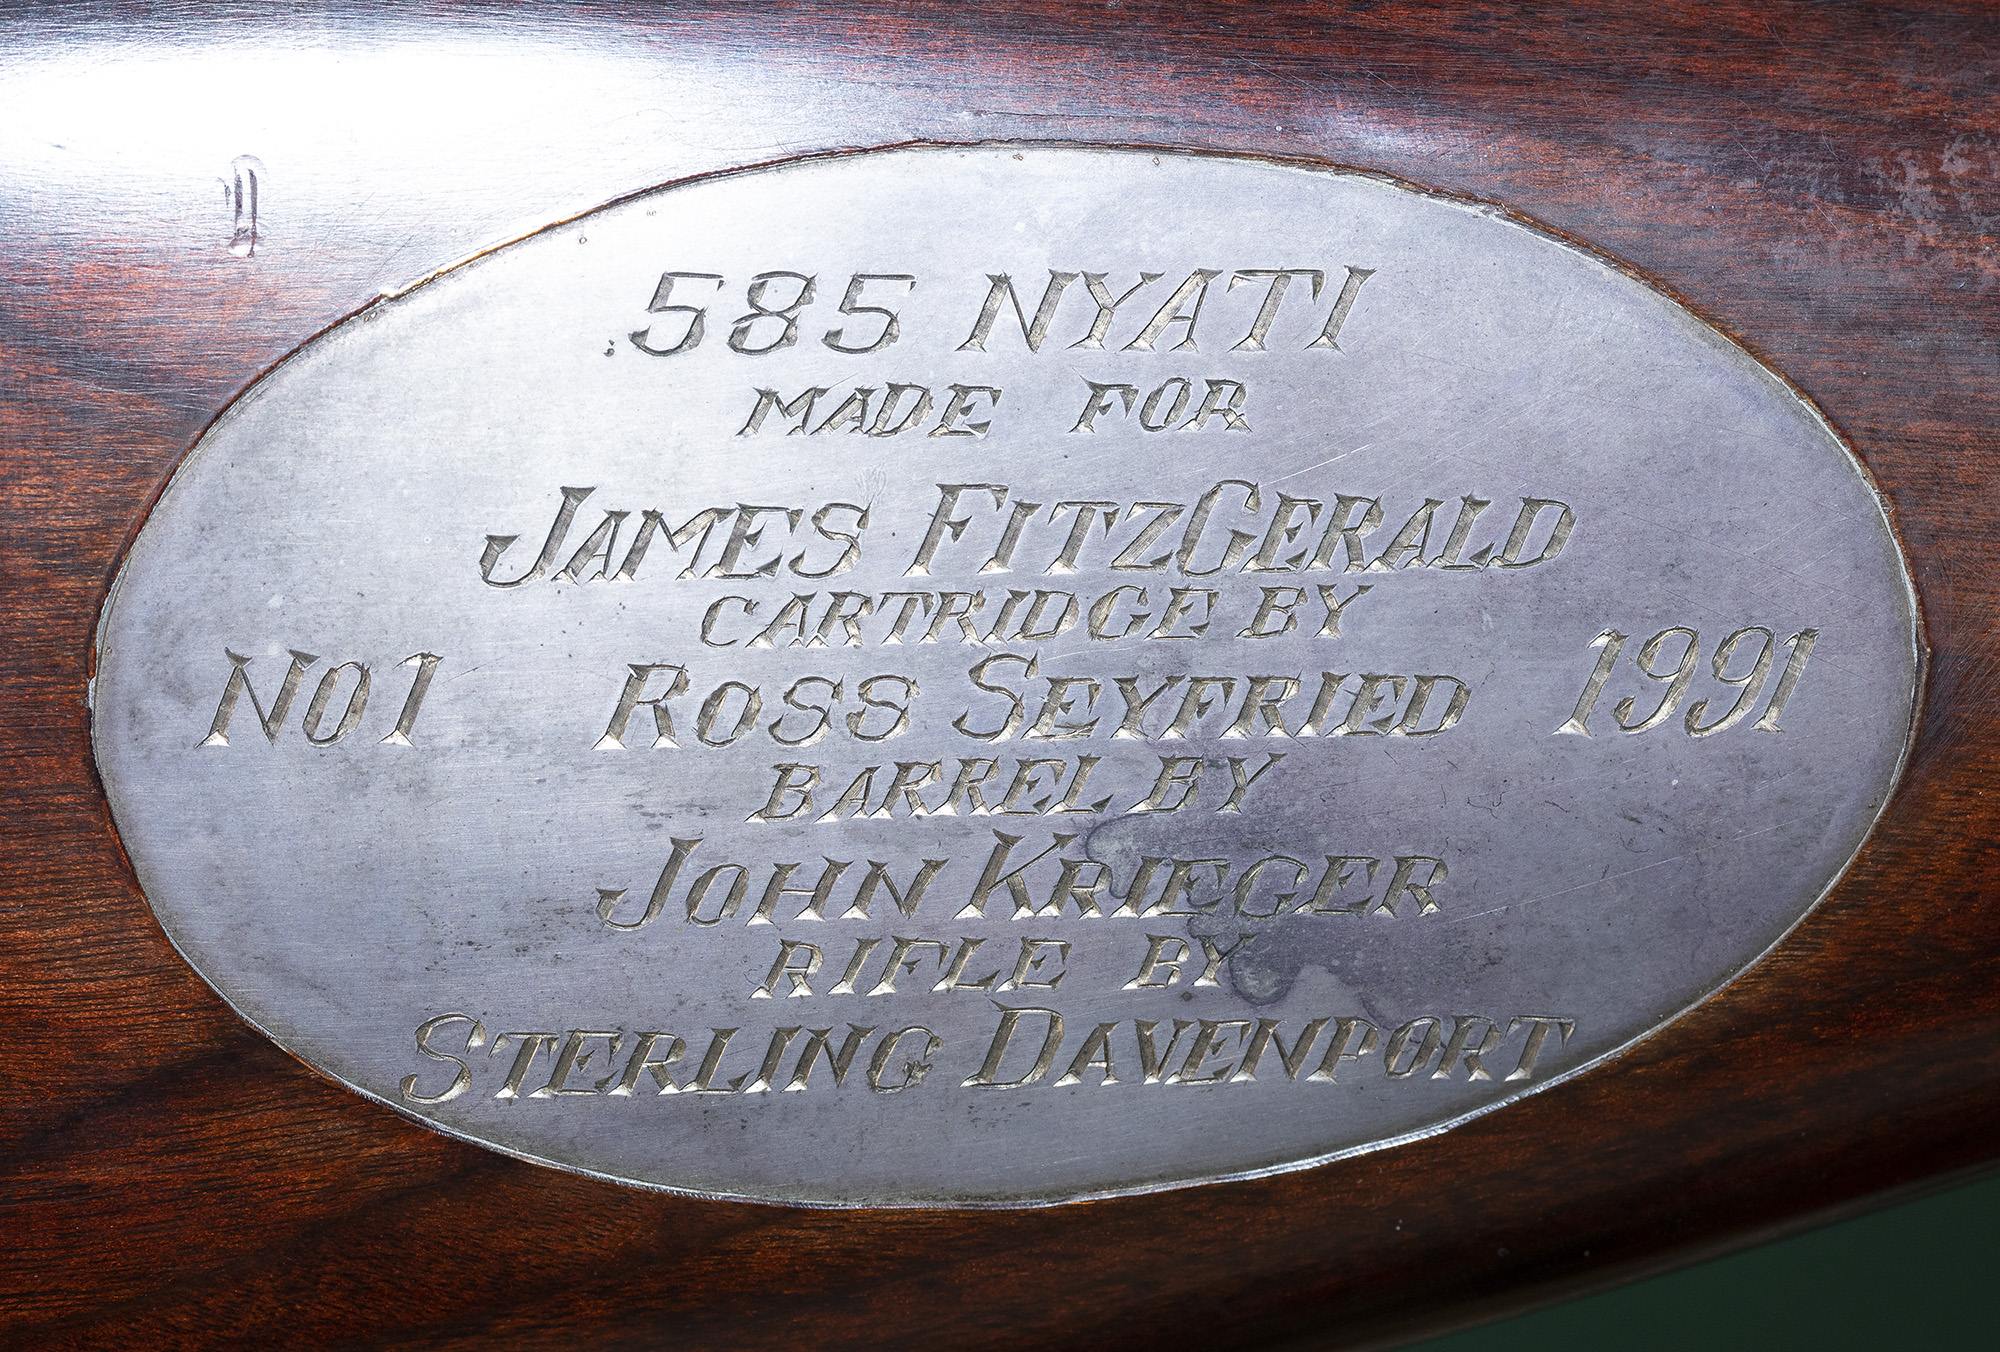 .585 NYATI
MADE FOR
JAMES FITZGERALD
CARTRIDGE BY
NO1 ROSS SEYFRIED 1991
BARREL BY
JOHN KRIEGER
RIFLE BY
STERLING DAVENPORT